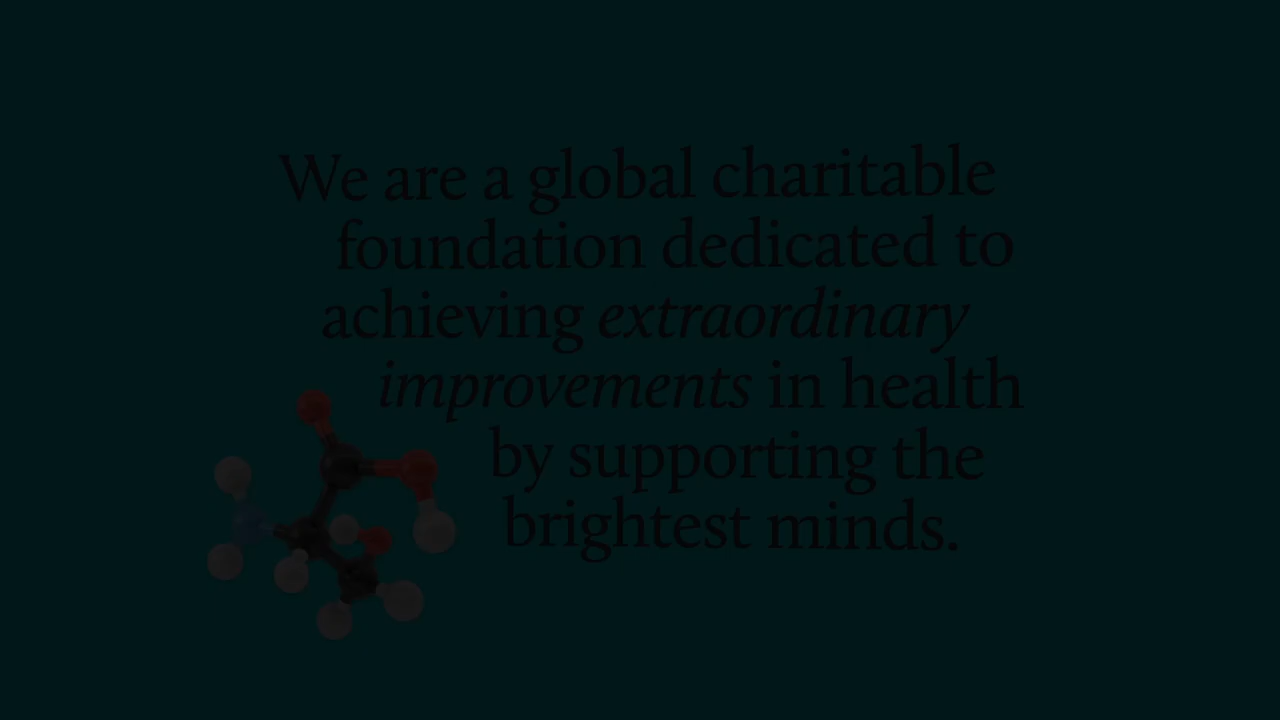 We are a global charitable
foundation dedicated to
achieving extraordinary
improvements in health
by supporting the
brightest minds.